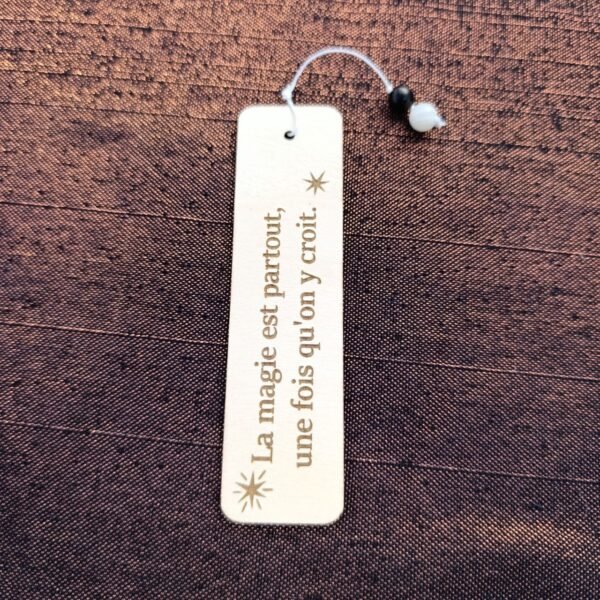 La magie est partout,
une fois qu'on y croit.